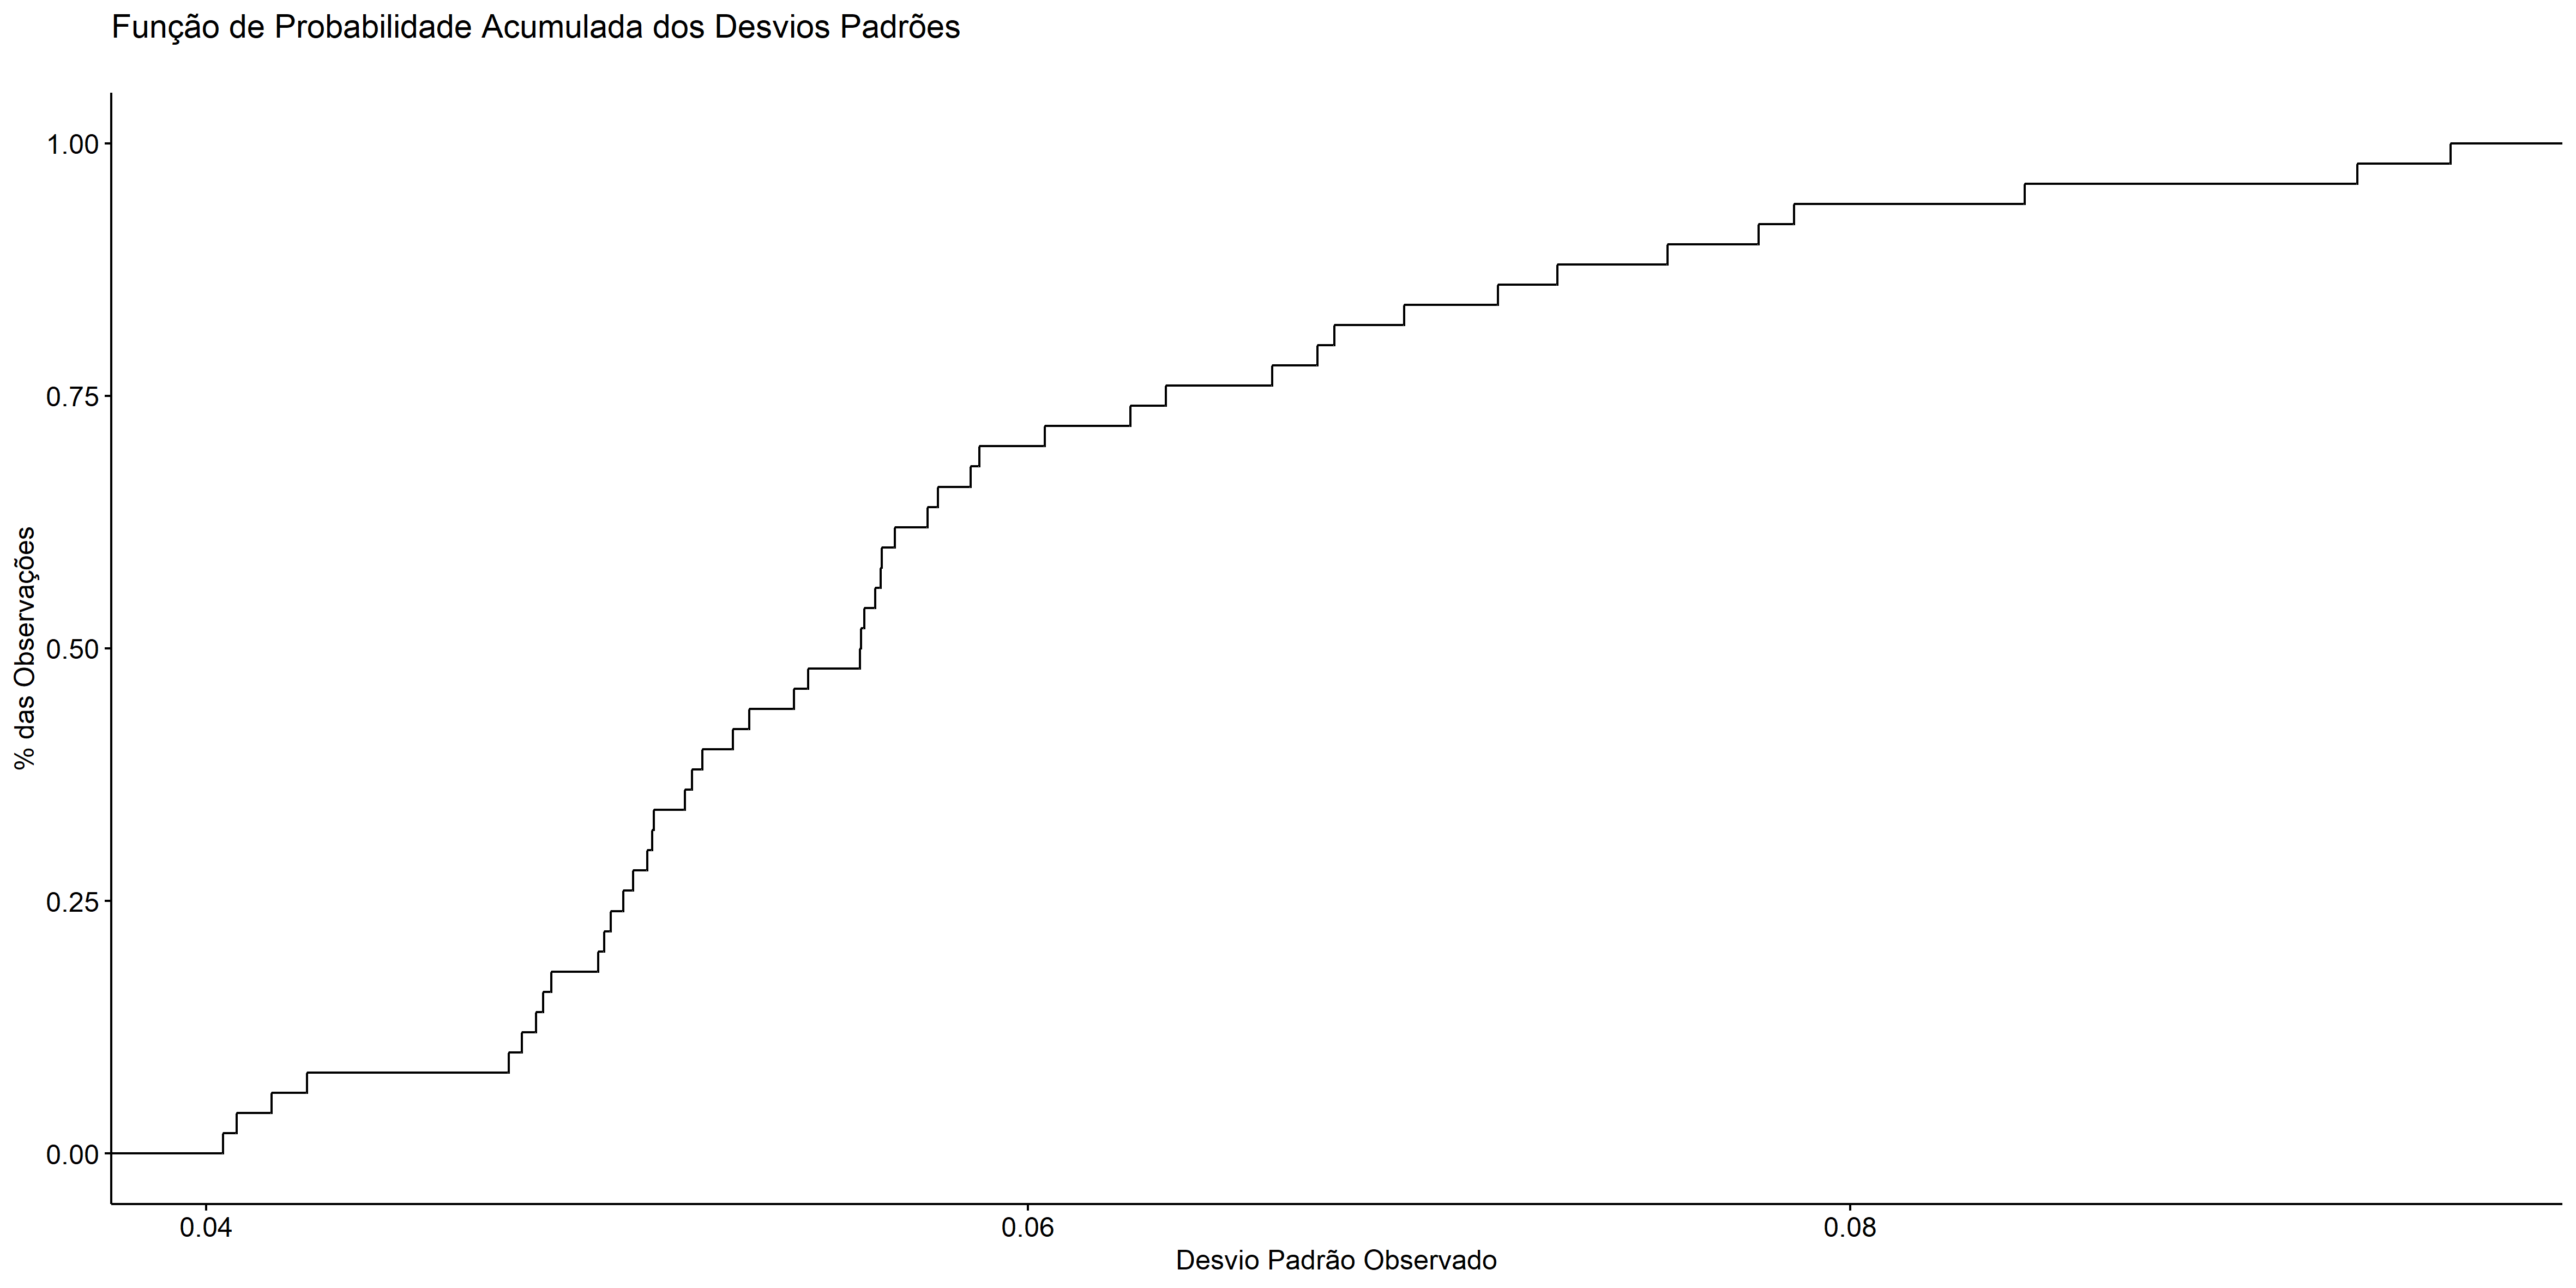 Função de Probabilidade Acumulada dos Desvios Padrões
1.00
0.75
0.50
0.25
0.00
% das Observações
0.04 0.06 0.08
Desvio Padrão Observado